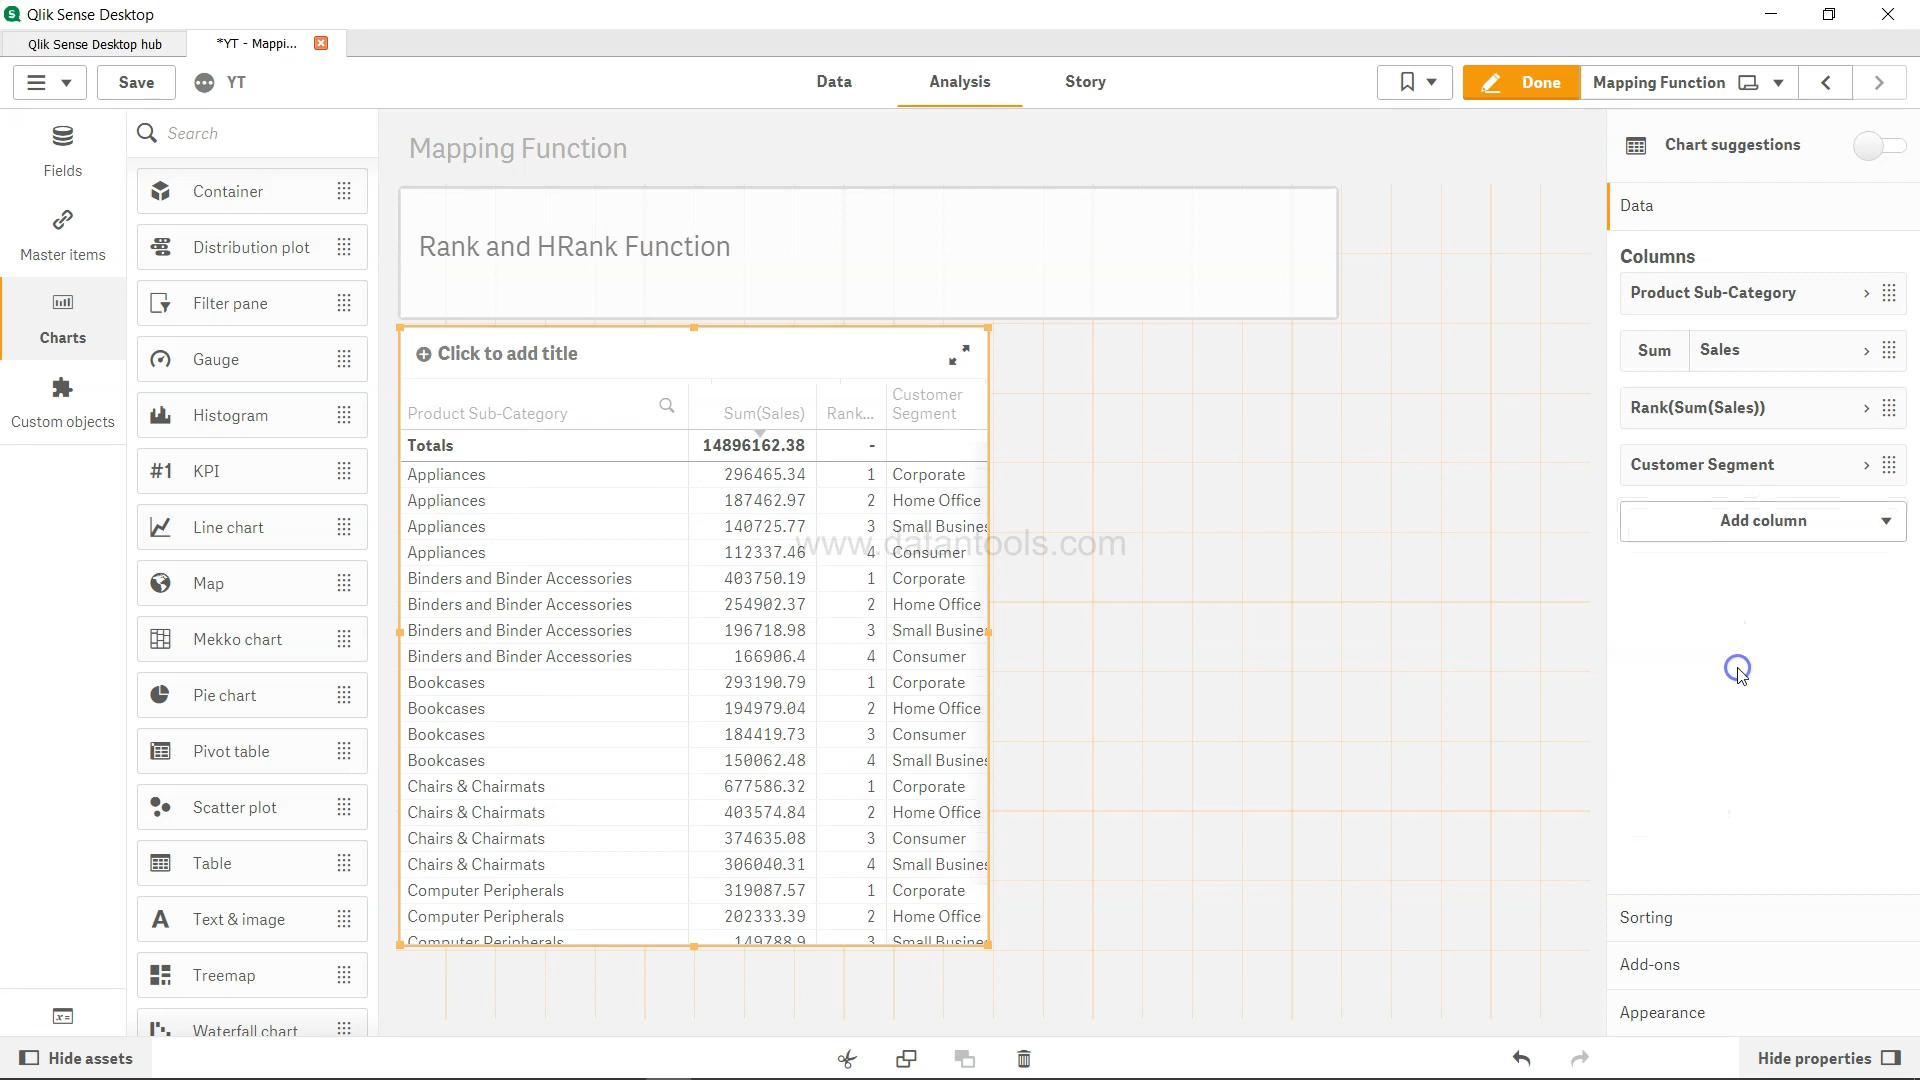 Qlik Sense Desktop
Qlik Sense Desktop hub
*YT - Mappi...
Save
YT
Data
Analysis
Story
Done
Mapping Function
Fields
Master items
Charts
Custom objects
Search
Container
Distribution plot
Filter pane
Gauge
Histogram
#1 KPI
Line chart
Map
Mekko chart
Pie chart
Pivot table
Scatter plot
Table
A Text & image
Treemap
Waterfall chart
Mapping Function
Rank and HRank Function
Click to add title
Product Sub-Category Sum(Sales) Rank... Customer Segment
Totals 14896162.38 -
Appliances 296465.34 1 Corporate
Appliances 187462.97 2 Home Office
Appliances 140725.77 3 Small Busines
Appliances 112337.46 4 Consumer
www.datantools.com
Binders and Binder Accessories 403750.19 1 Corporate
Binders and Binder Accessories 254902.37 2 Home Office
Binders and Binder Accessories 196718.98 3 Small Busines
Binders and Binder Accessories 166906.4 4 Consumer
Bookcases 293190.79 1 Corporate
Bookcases 194979.04 2 Home Office
Bookcases 184419.73 3 Consumer
Bookcases 150062.48 4 Small Busines
Chairs & Chairmats 677586.32 1 Corporate
Chairs & Chairmats 403574.84 2 Home Office
Chairs & Chairmats 374635.08 3 Consumer
Chairs & Chairmats 306040.31 4 Small Busines
Computer Peripherals 319087.57 1 Corporate
Computer Peripherals 202333.39 2 Home Office
Computer Peripherals 149788.9 3 Small Busines
Chart suggestions
Data
Columns
Product Sub-Category
Sum Sales
Rank(Sum(Sales))
Customer Segment
Add column
Sorting
Add-ons
Appearance
Hide assets
Hide properties